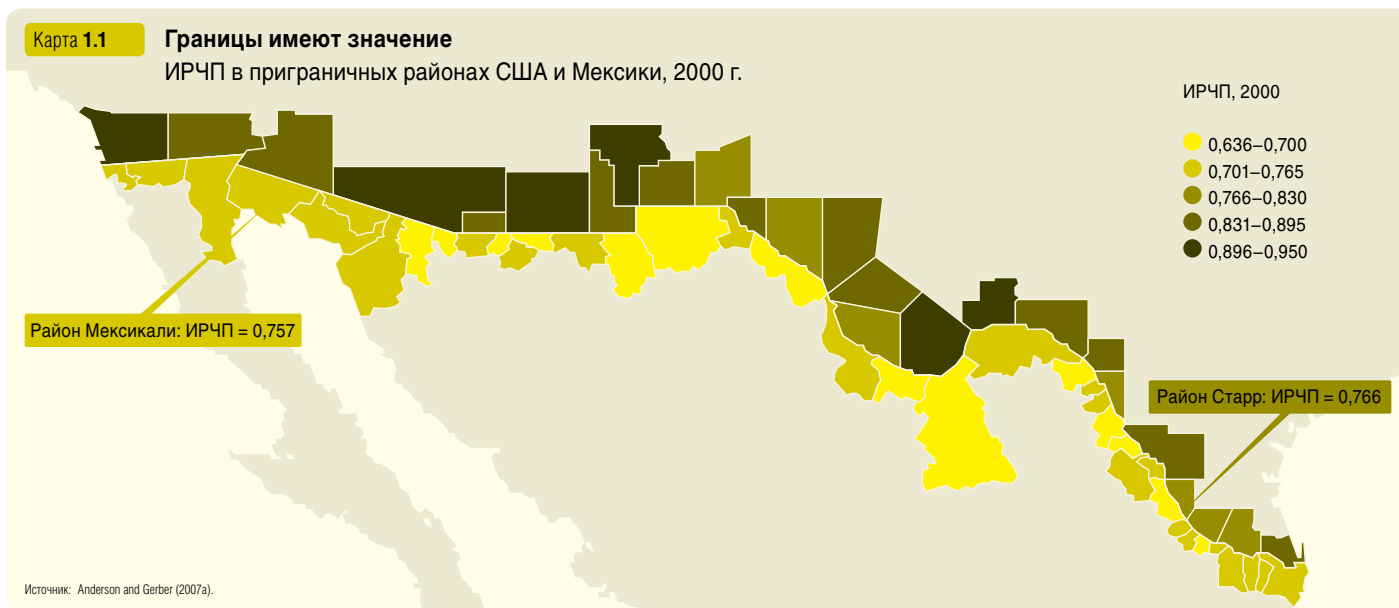 Карта 1.1
Границы имеют значение
ИРЧП в приграничных районах США и Мексики, 2000 г.
ИРЧП, 2000
0,636–0,700
0,701–0,765
0,766–0,830
0,831–0,895
0,896–0,950
Район Мексикали: ИРЧП = 0,757
Район Старр: ИРЧП = 0,766
Источник: Anderson and Gerber (2007a).